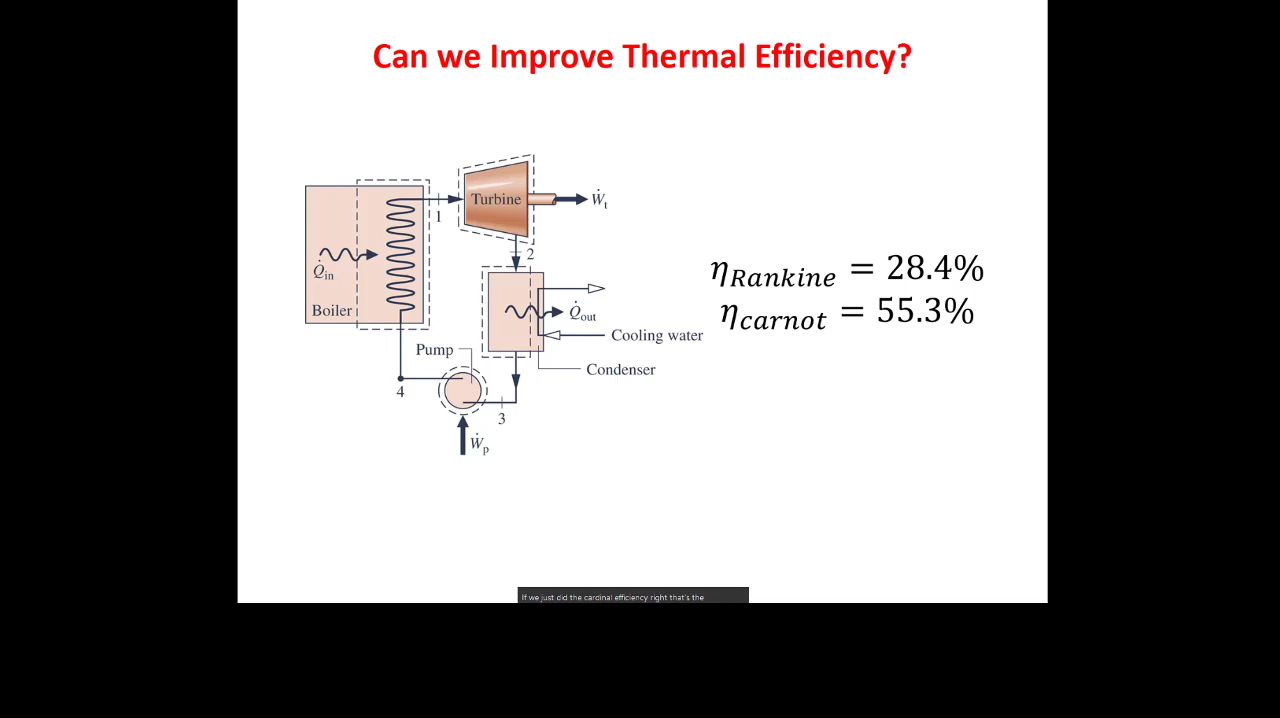 Can we Improve Thermal Efficiency?
Turbine
Ẇt
1
2
Q̇in
Boiler
Q̇out
Cooling water
Pump
Condenser
4
3
Ẇp
ηRankine = 28.4%
ηcarnot = 55.3%
If we just did the cardinal efficiency right that's the